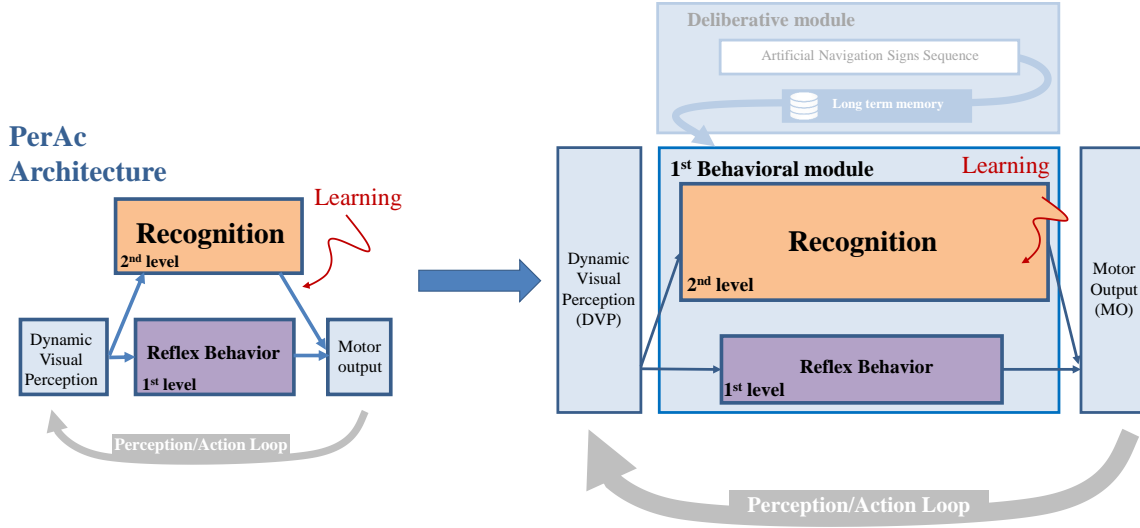 PerAc
Architecture
Learning
Recognition
2nd level
Dynamic
Visual
Perception
Reflex Behavior
1st level
Motor
output
Perception/Action Loop
Deliberative module
Artificial Navigation Signs Sequence
Long term memory
1st Behavioral module
Learning
Recognition
2nd level
Dynamic
Visual
Perception
(DVP)
Reflex Behavior
1st level
Motor
Output
(MO)
Perception/Action Loop